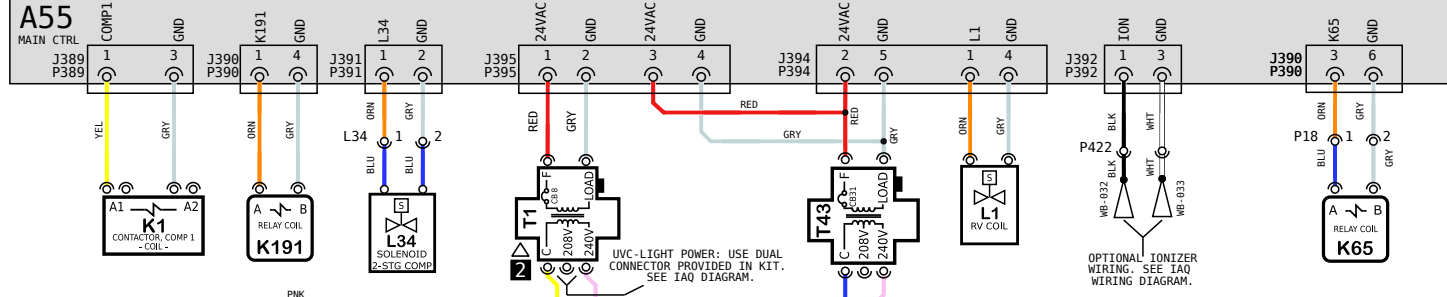 A55
MAIN CTRL
COMP1 GND K191 GND L34 GND 24VAC GND 24VAC GND 24VAC GND L1 GND ION GND K65 GND
J389 1 3 J390 1 4 J391 1 2 J395 1 2 3 4 J394 2 5 1 4 J392 1 3 J390 3 6
P389 P390 P391 P395 P394 P392 P390
RED
RED
GRY
YEL GRY ORN GRY ORN GRY RED GRY GRY ORN GRY BLK WHT ORN GRY
L34 1 2 P422 P18 1 2
BLU BLU BLK WHT BLU GRY
A1 A2
K1
CONTACTOR, COMP 1
- COIL -
A B
RELAY COIL
K191
S
L34
SOLENOID
2-STG COMP
F LOAD
CB8
T1
C 208V 240V
2
UVC-LIGHT POWER: USE DUAL
CONNECTOR PROVIDED IN KIT.
SEE IAQ DIAGRAM.
F LOAD
CB31
T43
C 208V 240V
S
L1
RV COIL
WB-032 WB-033
OPTIONAL IONIZER
WIRING. SEE IAQ
WIRING DIAGRAM.
A B
RELAY COIL
K65
PNK